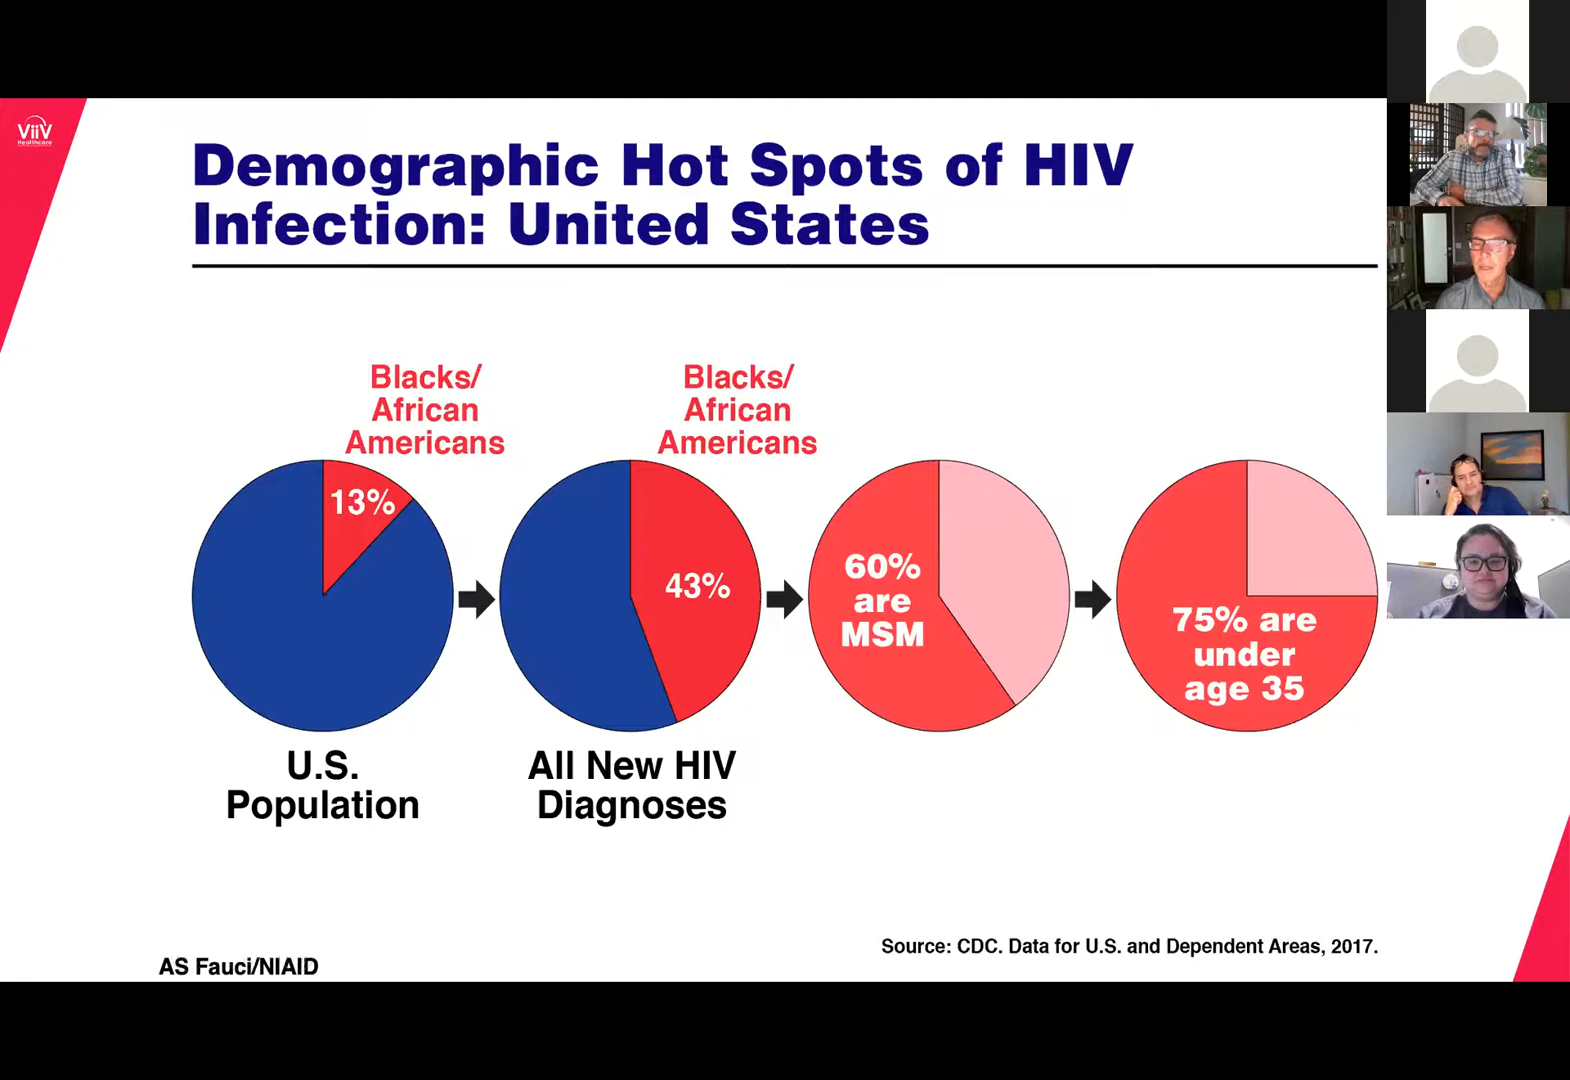 ViiV
Healthcare
Demographic Hot Spots of HIV
Infection: United States
Blacks/
African
Americans
13%
U.S.
Population
Blacks/
African
Americans
43%
All New HIV
Diagnoses
60%
are
MSM
75% are
under
age 35
Source: CDC. Data for U.S. and Dependent Areas, 2017.
AS Fauci/NIAID